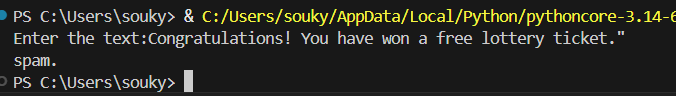 PS C:\Users\souky> & C:/Users/souky/AppData/Local/Python/pythoncore-3.14-6
Enter the text:Congratulations! You have won a free lottery ticket."
spam.
PS C:\Users\souky>